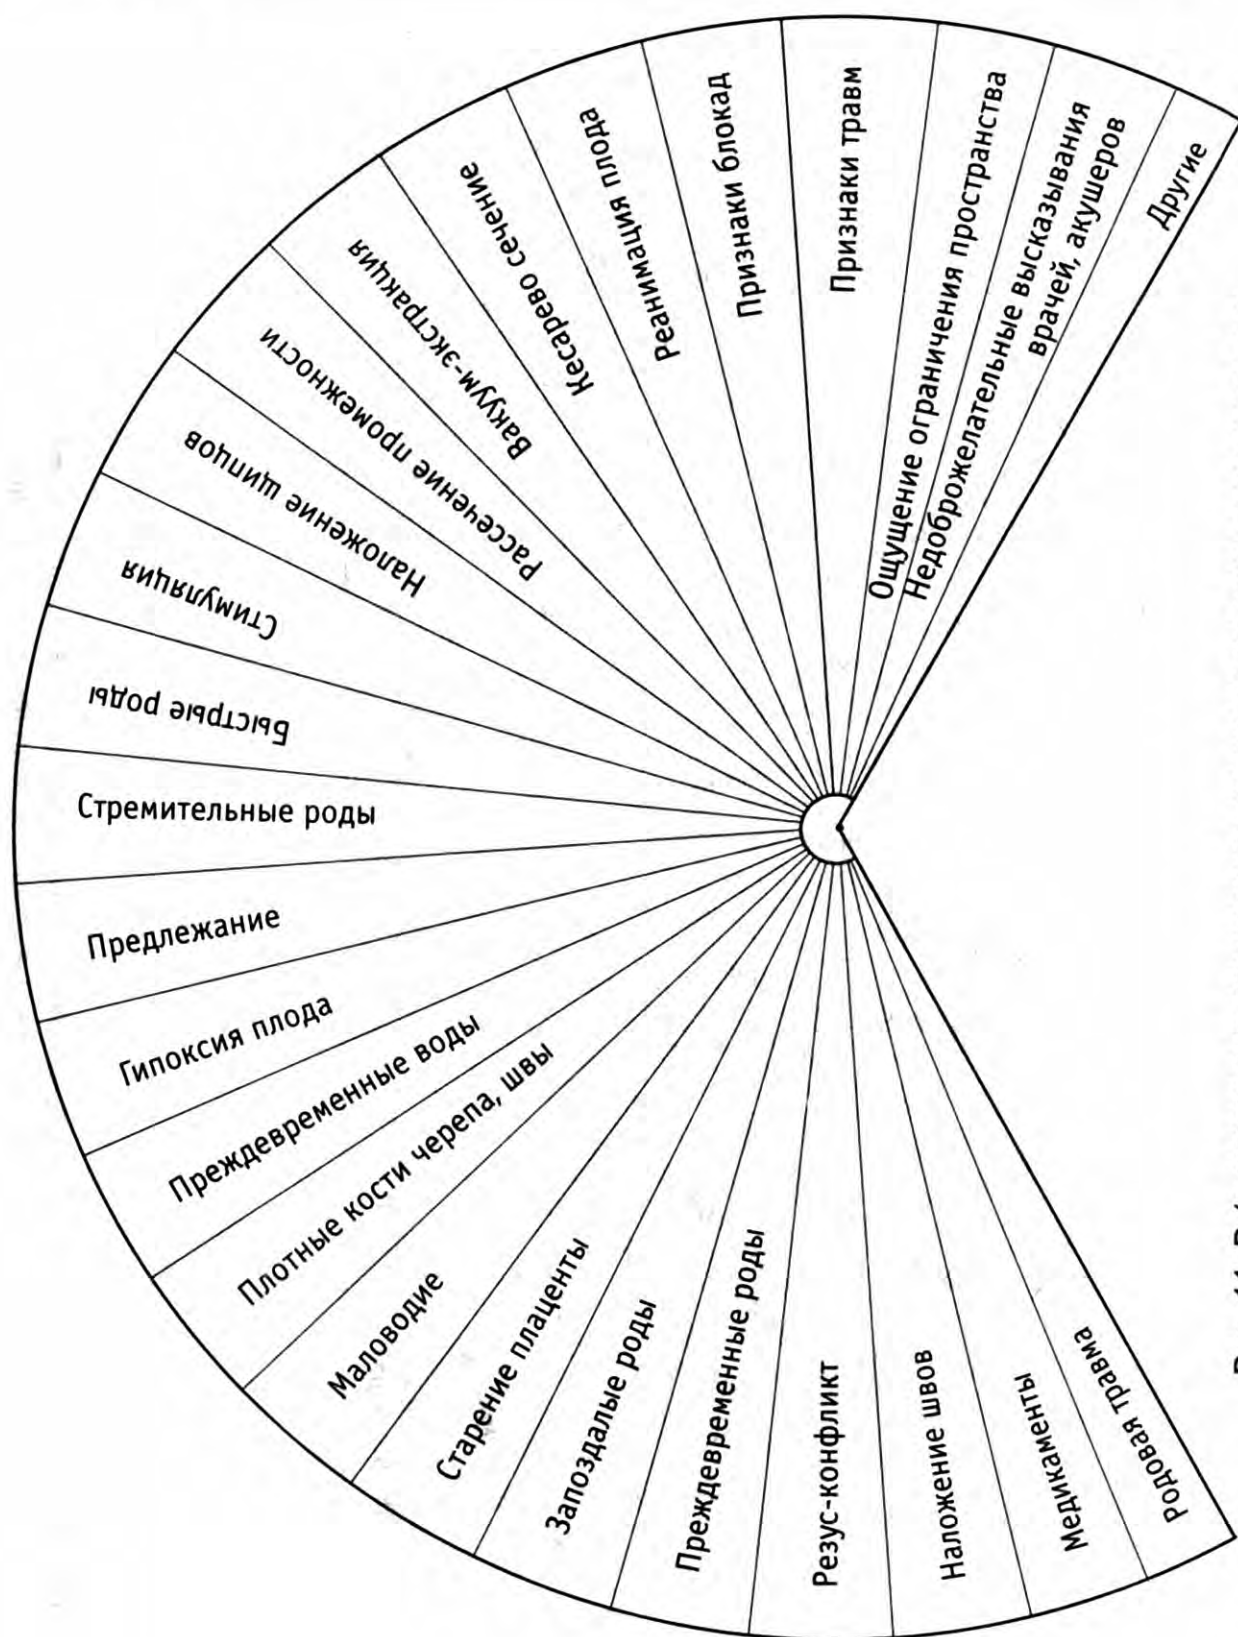 Родовая травма
Медикаменты
Наложение швов
Резус-конфликт
Преждевременные роды
Запоздалые роды
Старение плаценты
Маловодие
Плотные кости черепа, швы
Преждевременные воды
Гипоксия плода
Предлежание
Стремительные роды
Быстрые роды
Стимуляция
Наложение щипцов
Рассечение промежности
Вакуум-экстракция
Кесарево сечение
Реанимация плода
Признаки блокад
Признаки травм
Ощущение ограничения пространства
Недоброжелательные высказывания
врачей, акушеров
Другие